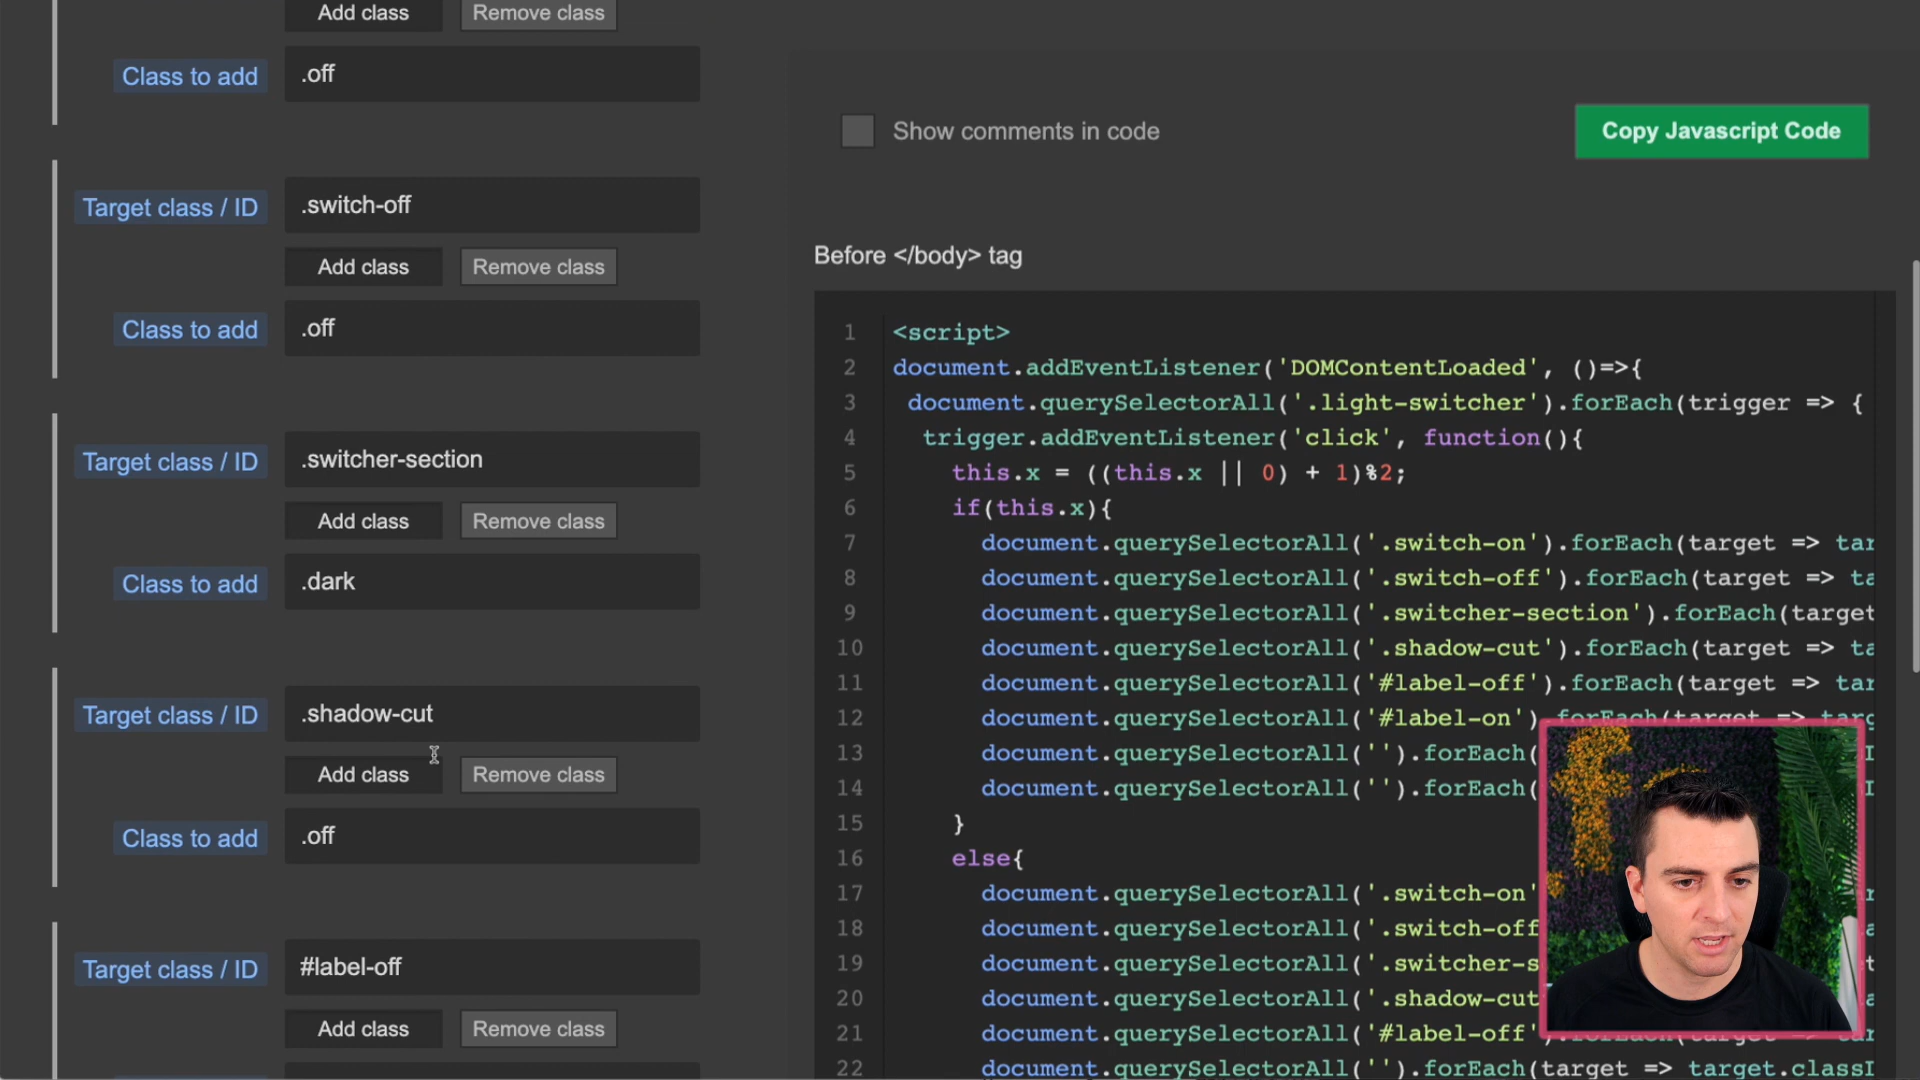 Add class Remove class
Class to add .off
Target class / ID .switch-off
Add class Remove class
Class to add .off
Target class / ID .switcher-section
Add class Remove class
Class to add .dark
Target class / ID .shadow-cut
Add class Remove class
Class to add .off
Target class / ID #label-off
Add class Remove class
Show comments in code
Copy Javascript Code
Before </body> tag
1 <script>
2 document.addEventListener('DOMContentLoaded', ()=>{
3 document.querySelectorAll('.light-switcher').forEach(trigger => {
4 trigger.addEventListener('click', function(){
5 this.x = ((this.x || 0) + 1)%2;
6 if(this.x){
7 document.querySelectorAll('.switch-on').forEach(target => tar
8 document.querySelectorAll('.switch-off').forEach(target => ta
9 document.querySelectorAll('.switcher-section').forEach(target
10 document.querySelectorAll('.shadow-cut').forEach(target => ta
11 document.querySelectorAll('#label-off').forEach(target => tar
12 document.querySelectorAll('#label-on').forEach(target => targ
13 document.querySelectorAll('').forEach(
14 document.querySelectorAll('').forEach(
15 }
16 else{
17 document.querySelectorAll('.switch-on'
18 document.querySelectorAll('.switch-off
19 document.querySelectorAll('.switcher-s
20 document.querySelectorAll('.shadow-cut
21 document.querySelectorAll('#label-off'
22 document.querySelectorAll('').forEach(target => target.classI